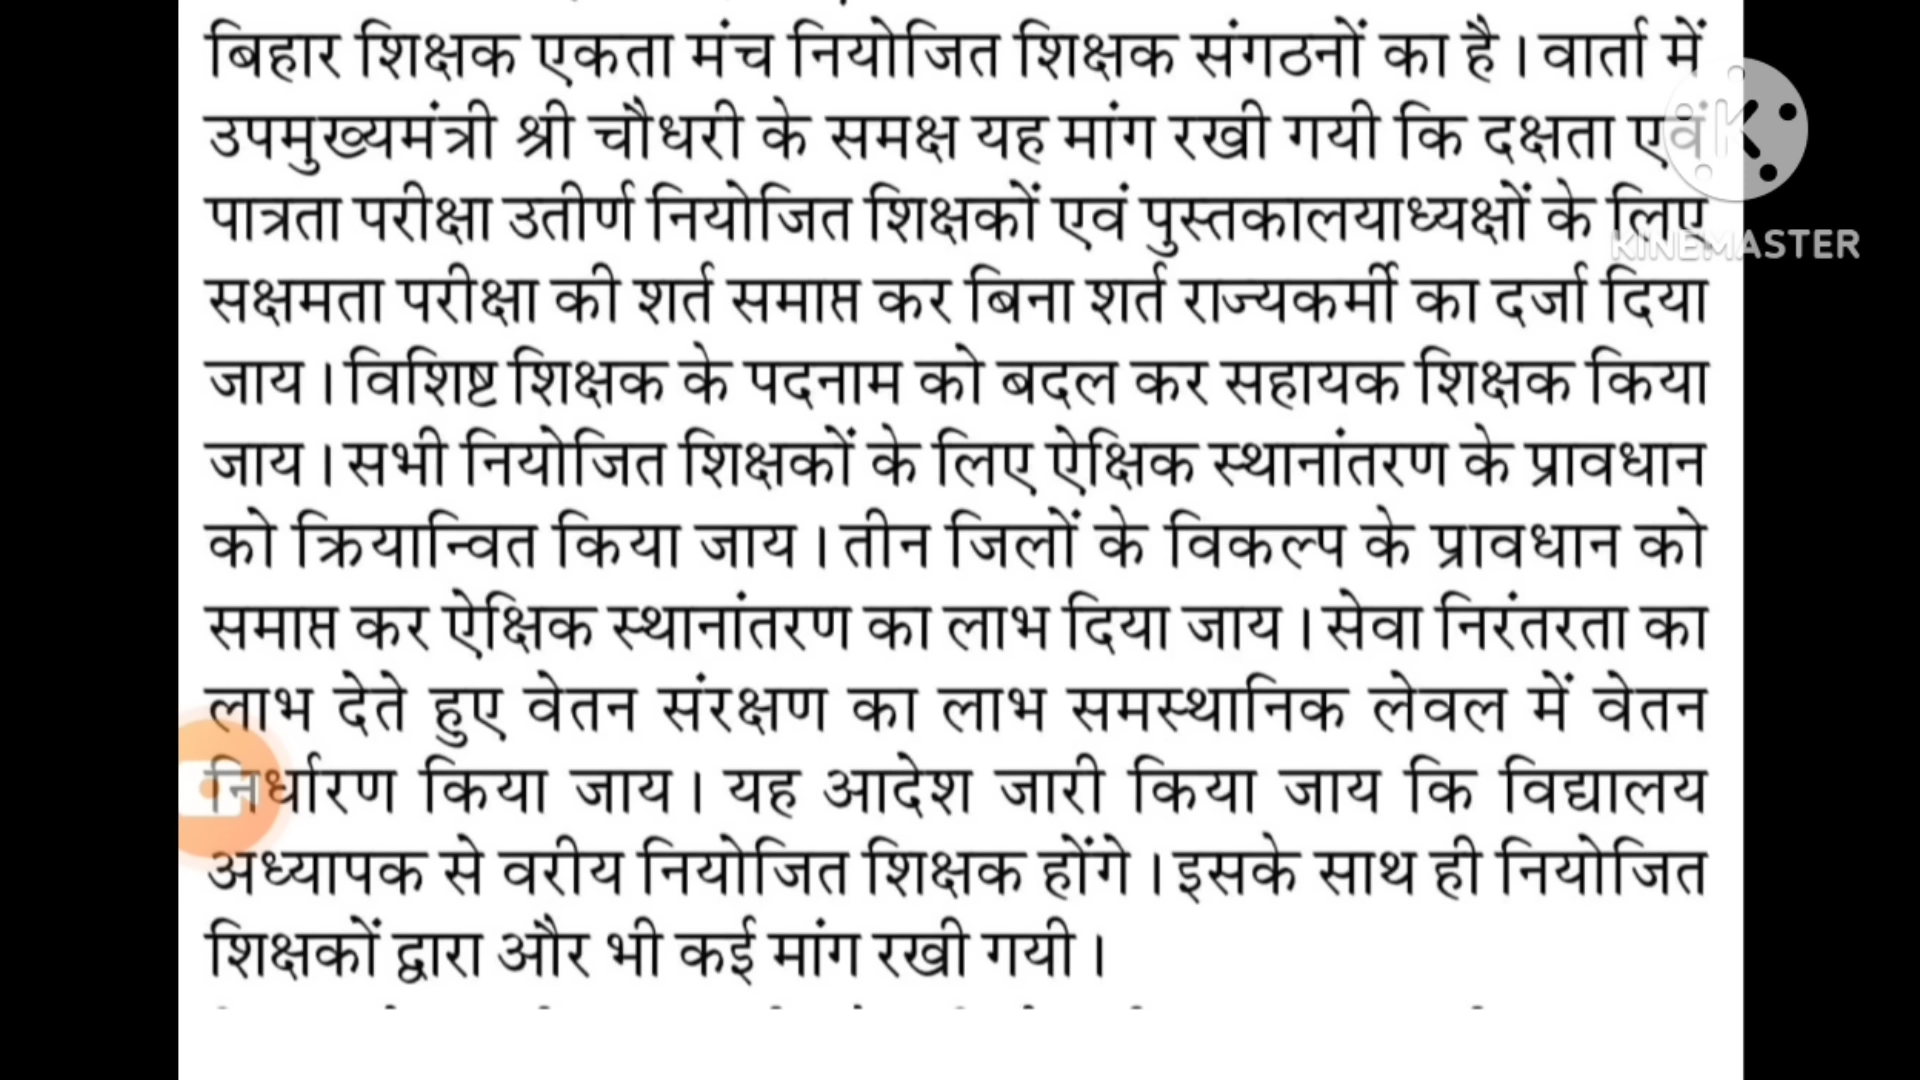 बिहार शिक्षक एकता मंच नियोजित शिक्षक संगठनों का है। वार्ता में
उपमुख्यमंत्री श्री चौधरी के समक्ष यह मांग रखी गयी कि दक्षता एवं
पात्रता परीक्षा उतीर्ण नियोजित शिक्षकों एवं पुस्तकालयाध्यक्षों के लिए
KINEMASTER
सक्षमता परीक्षा की शर्त समाप्त कर बिना शर्त राज्यकर्मी का दर्जा दिया
जाय। विशिष्ट शिक्षक के पदनाम को बदल कर सहायक शिक्षक किया
जाय। सभी नियोजित शिक्षकों के लिए ऐक्षिक स्थानांतरण के प्रावधान
को क्रियान्वित किया जाय। तीन जिलों के विकल्प के प्रावधान को
समाप्त कर ऐक्षिक स्थानांतरण का लाभ दिया जाय। सेवा निरंतरता का
लाभ देते हुए वेतन संरक्षण का लाभ समस्थानिक लेवल में वेतन
निर्धारण किया जाय। यह आदेश जारी किया जाय कि विद्यालय
अध्यापक से वरीय नियोजित शिक्षक होंगे। इसके साथ ही नियोजित
शिक्षकों द्वारा और भी कई मांग रखी गयी।